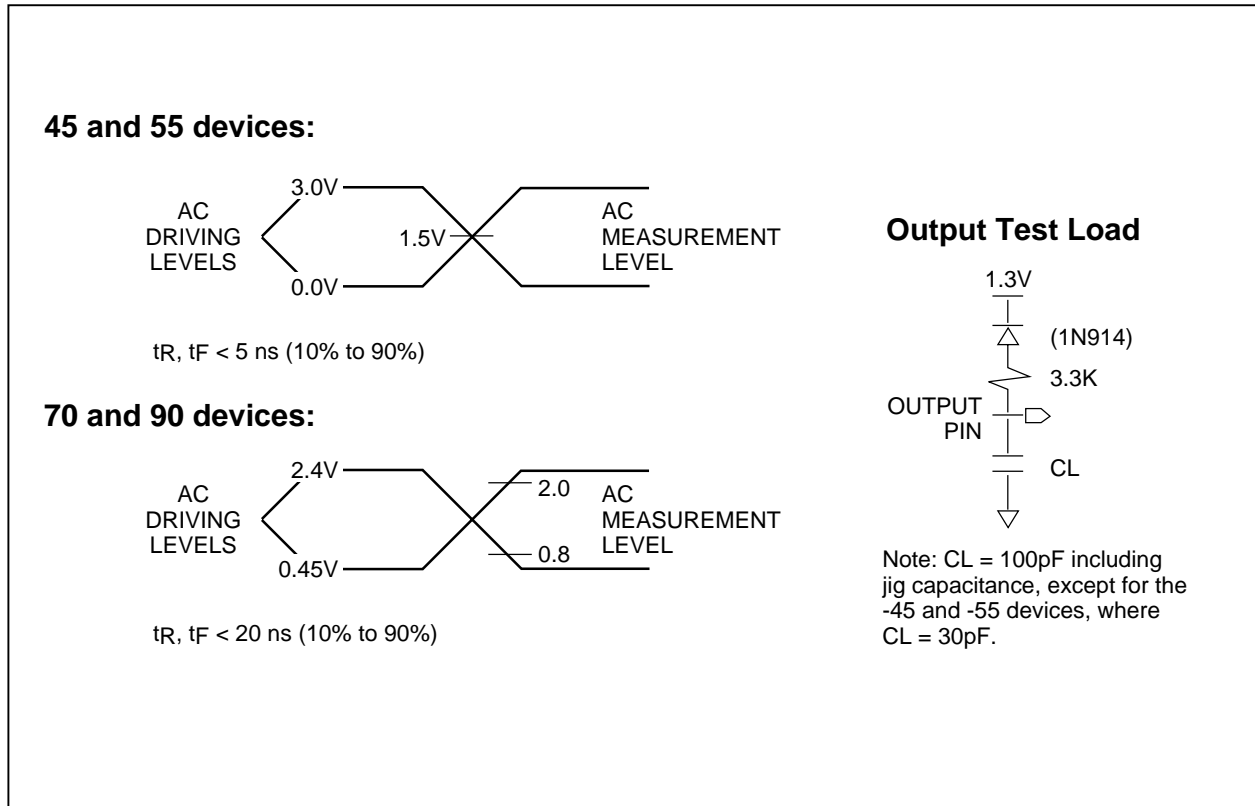 45 and 55 devices:
AC
DRIVING
LEVELS
3.0V
0.0V
1.5V
AC
MEASUREMENT
LEVEL
tR, tF < 5 ns (10% to 90%)
70 and 90 devices:
AC
DRIVING
LEVELS
2.4V
0.45V
2.0
0.8
AC
MEASUREMENT
LEVEL
tR, tF < 20 ns (10% to 90%)
Output Test Load
1.3V
(1N914)
3.3K
OUTPUT
PIN
CL
Note: CL = 100pF including
jig capacitance, except for the
-45 and -55 devices, where
CL = 30pF.